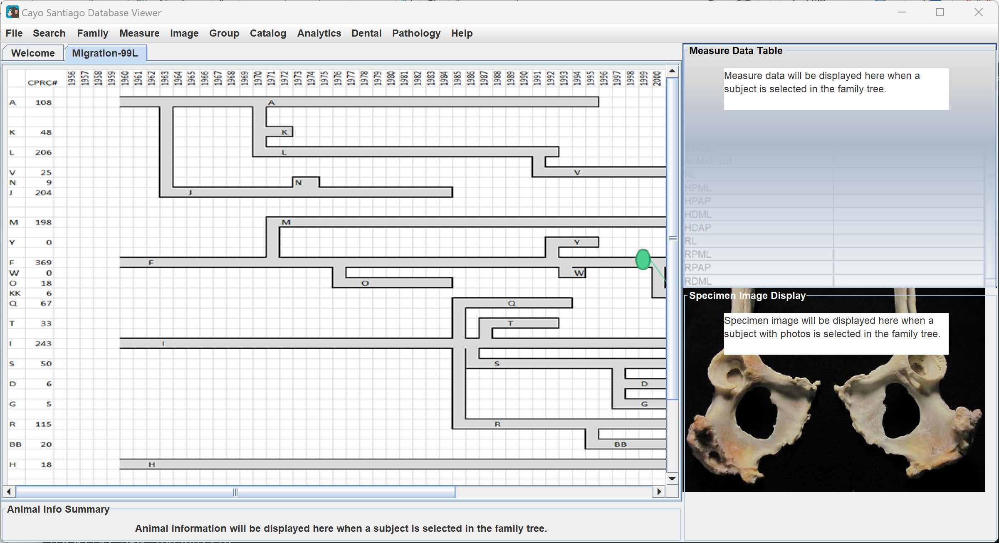 Cayo Santiago Database Viewer
File Search Family Measure Image Group Catalog Analytics Dental Pathology Help
Welcome Migration-99L
CPRC# 1956 1957 1958 1959 1960 1961 1962 1963 1964 1965 1966 1967 1968 1969 1970 1971 1972 1973 1974 1975 1976 1977 1978 1979 1980 1981 1982 1983 1984 1985 1986 1987 1988 1989 1990 1991 1992 1993 1994 1995 1996 1997 1998 1999 2000
A 108 A
K 48 K
L 206 L
V 25 V
N 9 N
J 204 J
M 198 M
Y 0 Y
F 369 F
W 0 W
O 18 O
KK 6
Q 67 Q
T 33 T
I 243 I
S 50 S
D 6 D
G 5 G
R 115 R
BB 20 BB
H 18 H
Measure Data Table
Measure data will be displayed here when a
subject is selected in the family tree.
Al-MxF sut
HL
HPML
HPAP
HDML
HDAP
RL
RPML
RPAP
RDML
Specimen Image Display
Specimen image will be displayed here when a
subject with photos is selected in the family tree.
Animal Info Summary
Animal information will be displayed here when a subject is selected in the family tree.